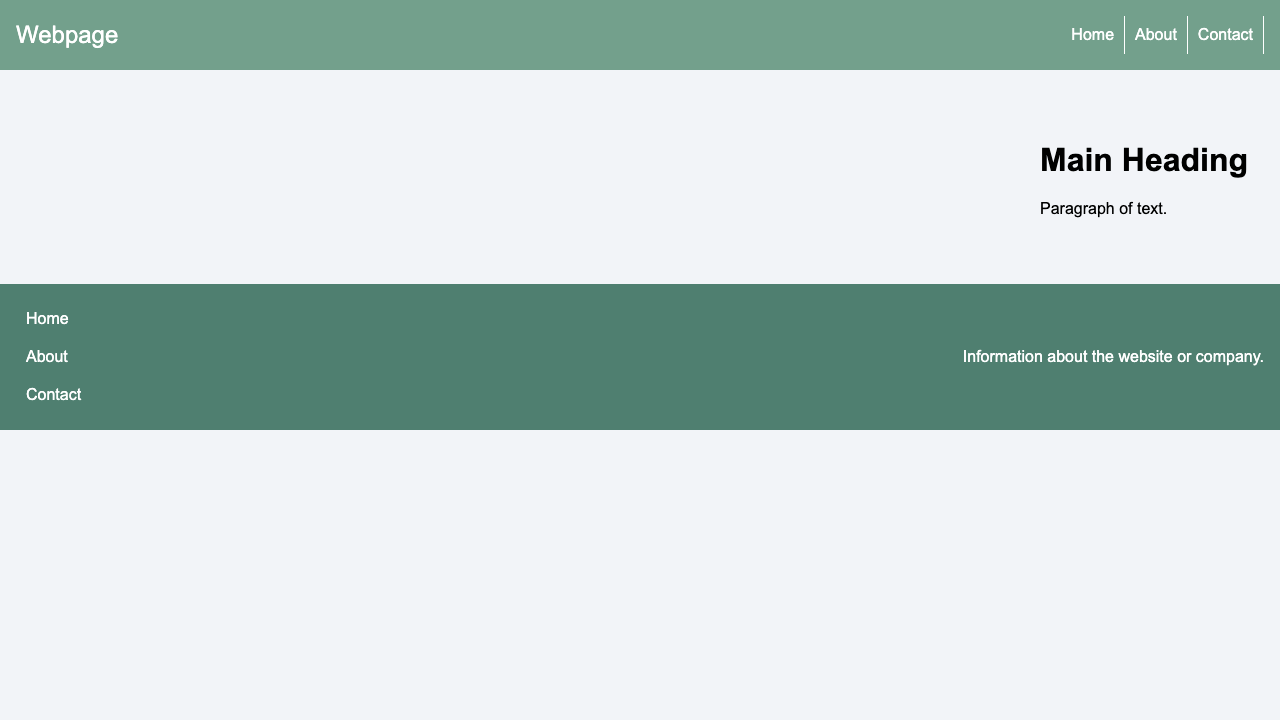 Webpage
Home
About
Contact
Main Heading
Paragraph of text.
Home
About
Contact
Information about the website or company.